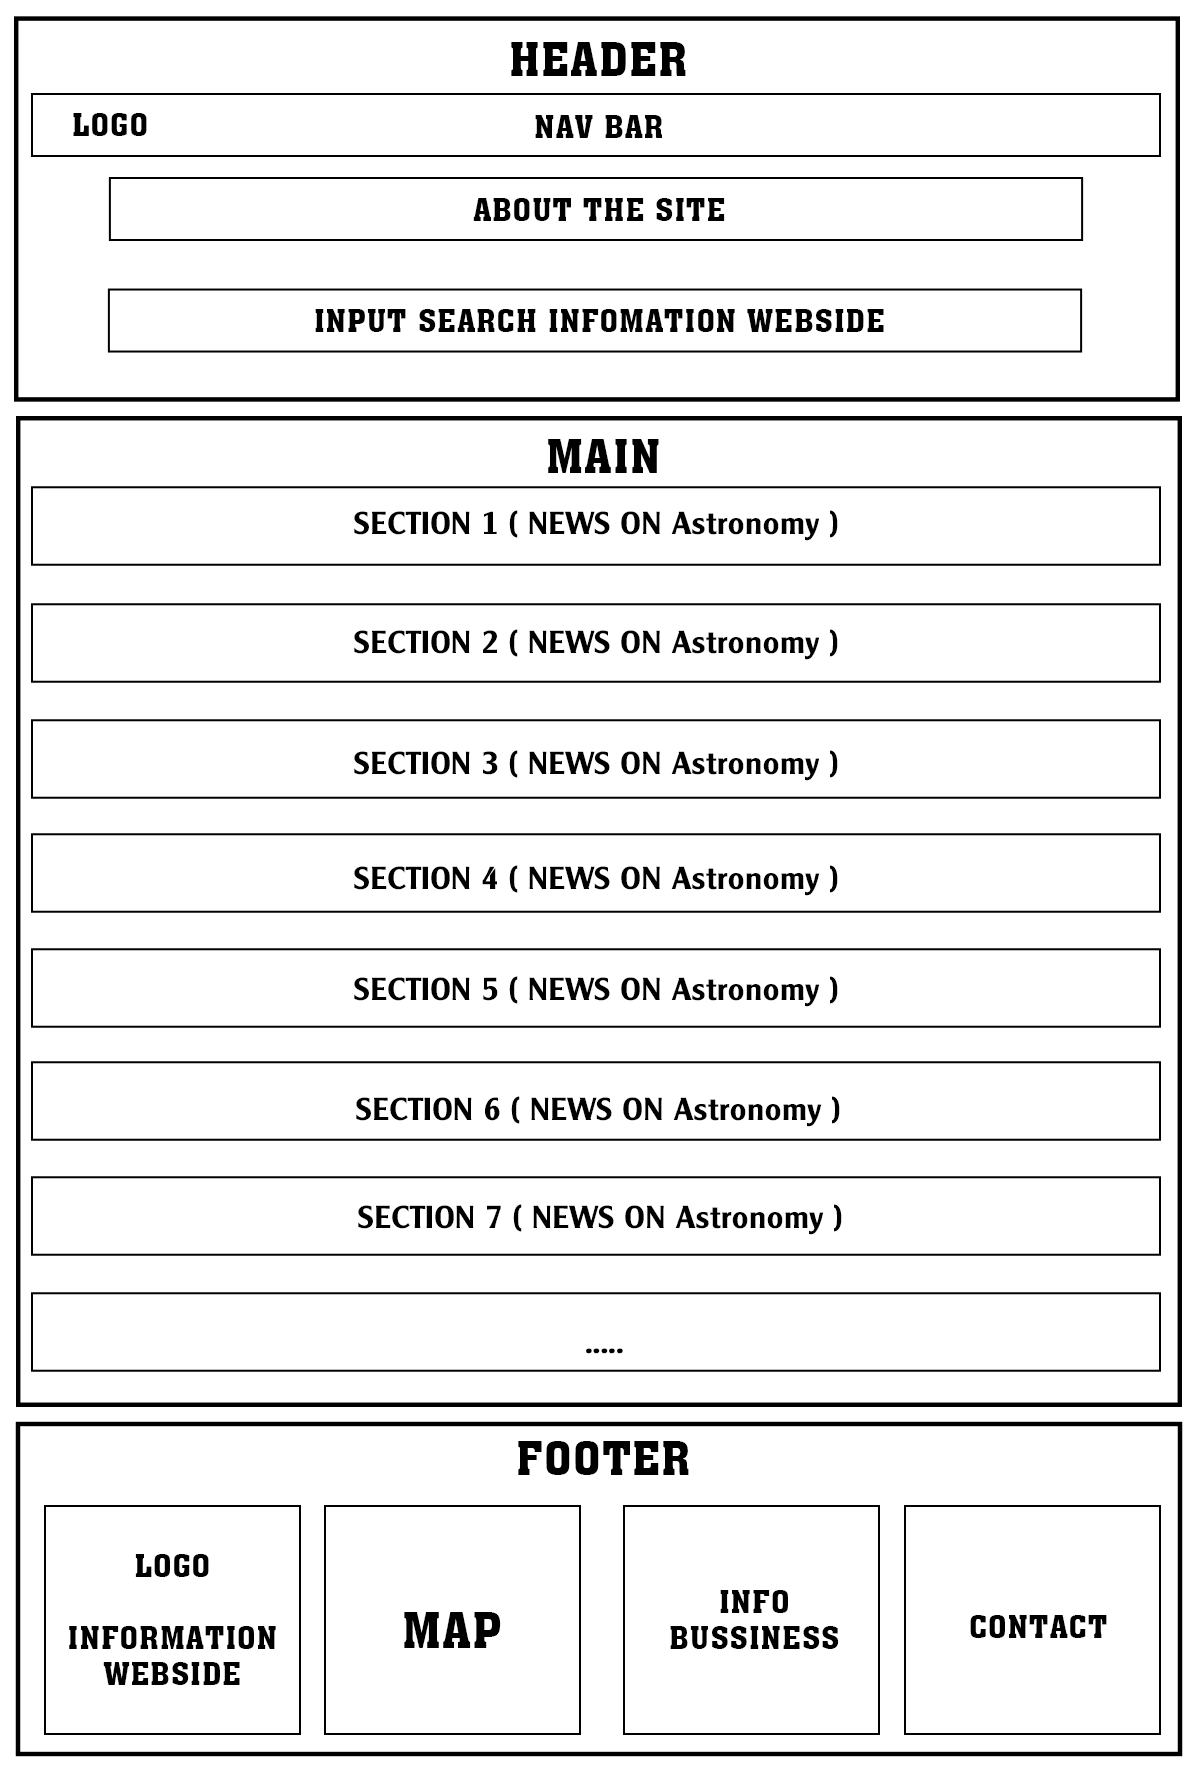 HEADER
LOGO
NAV BAR
ABOUT THE SITE
INPUT SEARCH INFOMATION WEBSIDE
MAIN
SECTION 1 ( NEWS ON Astronomy )
SECTION 2 ( NEWS ON Astronomy )
SECTION 3 ( NEWS ON Astronomy )
SECTION 4 ( NEWS ON Astronomy )
SECTION 5 ( NEWS ON Astronomy )
SECTION 6 ( NEWS ON Astronomy )
SECTION 7 ( NEWS ON Astronomy )
.....
FOOTER
LOGO
INFORMATION
WEBSIDE
MAP
INFO
BUSSINESS
CONTACT